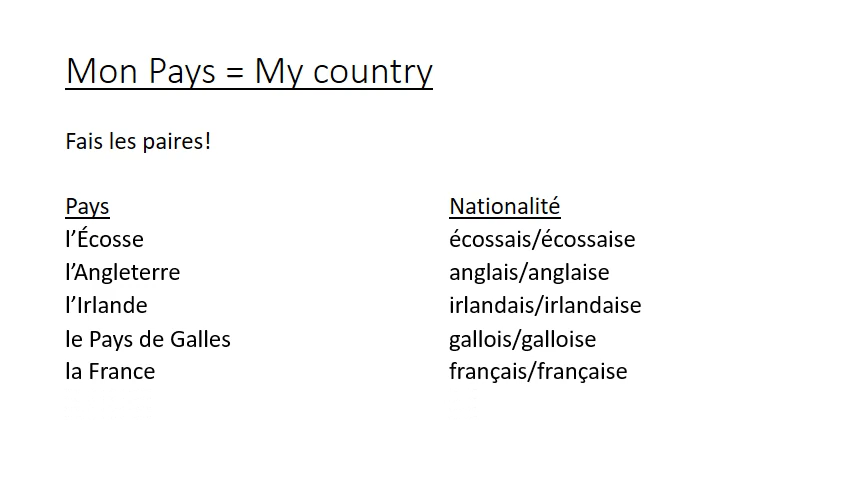 Mon Pays = My country
Fais les paires!
Pays Nationalité
l’Écosse écossais/écossaise
l’Angleterre anglais/anglaise
l’Irlande irlandais/irlandaise
le Pays de Galles gallois/galloise
la France français/française